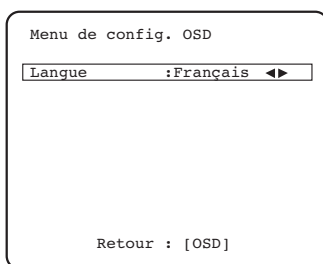 Menu de config. OSD
Langue :Français ◀▶
Retour : [OSD]